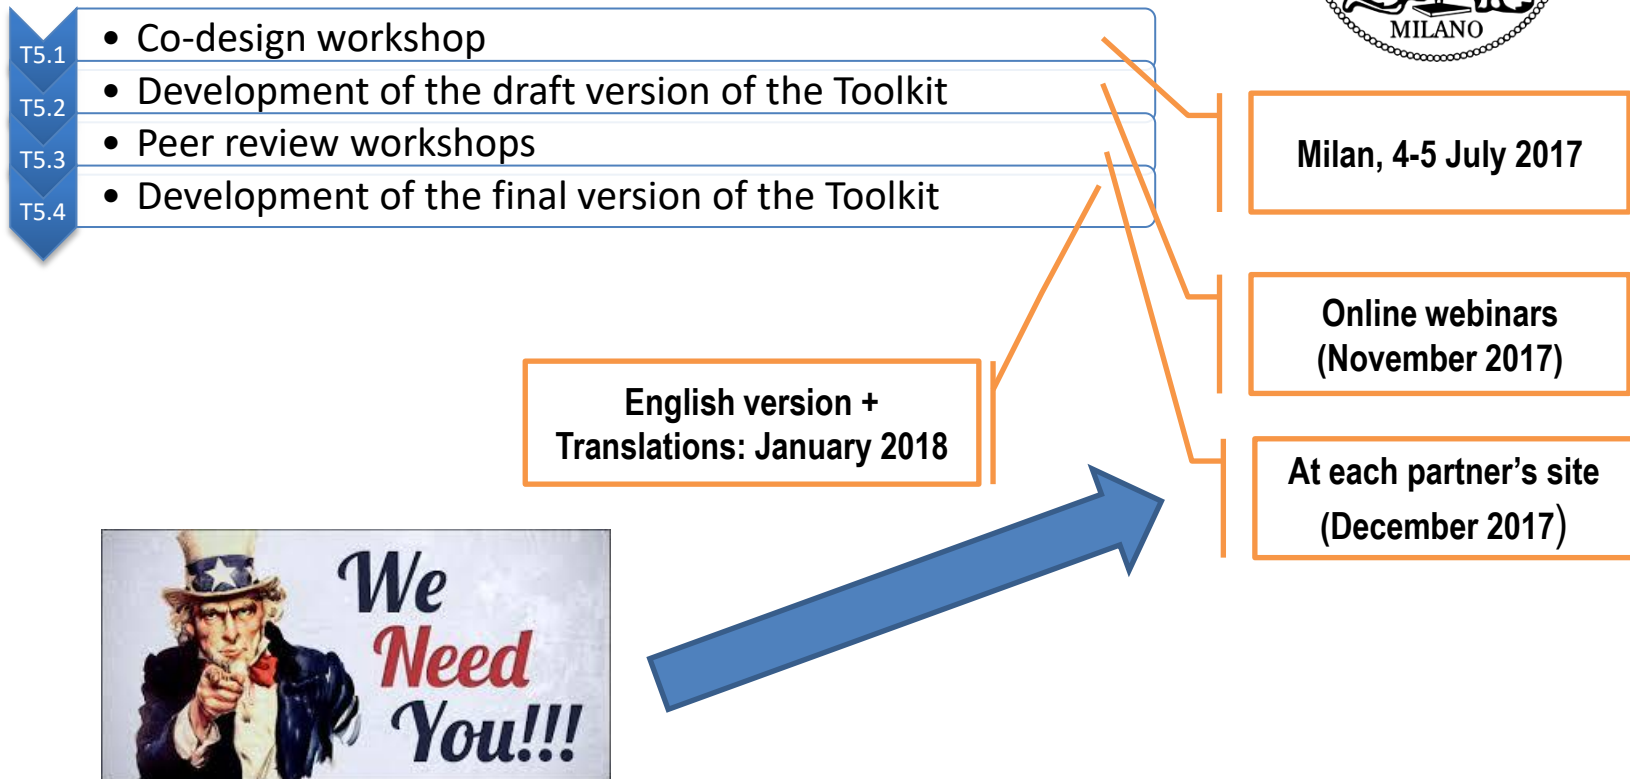 MILANO
T5.1
• Co-design workshop
T5.2
• Development of the draft version of the Toolkit
T5.3
• Peer review workshops
T5.4
• Development of the final version of the Toolkit
Milan, 4-5 July 2017
Online webinars
(November 2017)
English version +
Translations: January 2018
At each partner’s site
(December 2017)
We
Need
You!!!